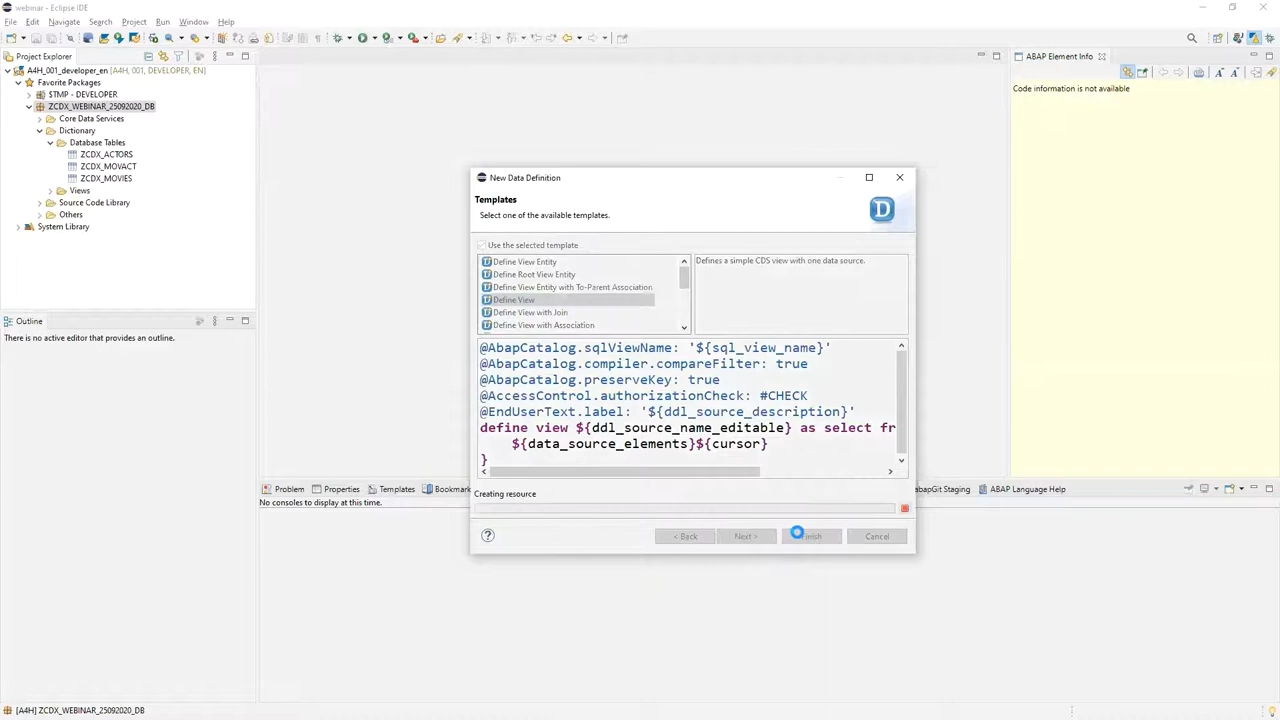 webinar - Eclipse IDE
File Edit Navigate Search Project Run Window Help
Project Explorer
A4H_001_developer_en [A4H, 001, DEVELOPER, EN]
Favorite Packages
$TMP - DEVELOPER
ZCDX_WEBINAR_25092020_DB
Core Data Services
Dictionary
Database Tables
ZCDX_ACTORS
ZCDX_MOVACT
ZCDX_MOVIES
Views
Source Code Library
Others
System Library
Outline
There is no active editor that provides an outline.
New Data Definition
Templates
Select one of the available templates.
D
Use the selected template
Define View Entity
Define Root View Entity
Define View Entity with To-Parent Association
Define View
Define View with Join
Define View with Association
Defines a simple CDS view with one data source.
@AbapCatalog.sqlViewName: '${sql_view_name}'
@AbapCatalog.compiler.compareFilter: true
@AbapCatalog.preserveKey: true
@AccessControl.authorizationCheck: #CHECK
@EndUserText.label: '${ddl_source_description}'
define view ${ddl_source_name_editable} as select fr
${data_source_elements}${cursor}
}
Creating resource
? < Back Next > Finish Cancel
ABAP Element Info
Code information is not available
Problem Properties Templates Bookmark abapGit Staging ABAP Language Help
No consoles to display at this time.
[A4H] ZCDX_WEBINAR_25092020_DB